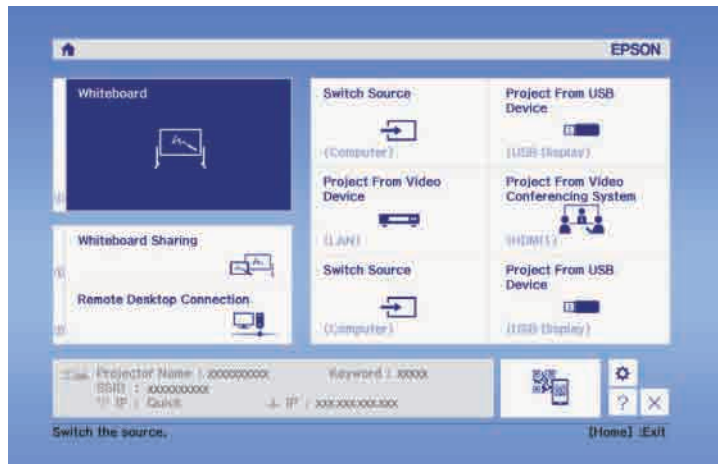 EPSON
Whiteboard
Whiteboard Sharing
Remote Desktop Connection
Switch Source
(Computer)
Project From USB
Device
(USB Display)
Project From Video
Device
(LAN)
Project From Video
Conferencing System
(HDMI1)
Switch Source
(Computer)
Project From USB
Device
(USB Display)
Projector Name : xxxxxxxxxx Keyword : xxxx
SSID : xxxxxxxxxx
IP : Quick IP : xxx.xxx.xxx.xxx
?
Switch the source.
[Home] :Exit